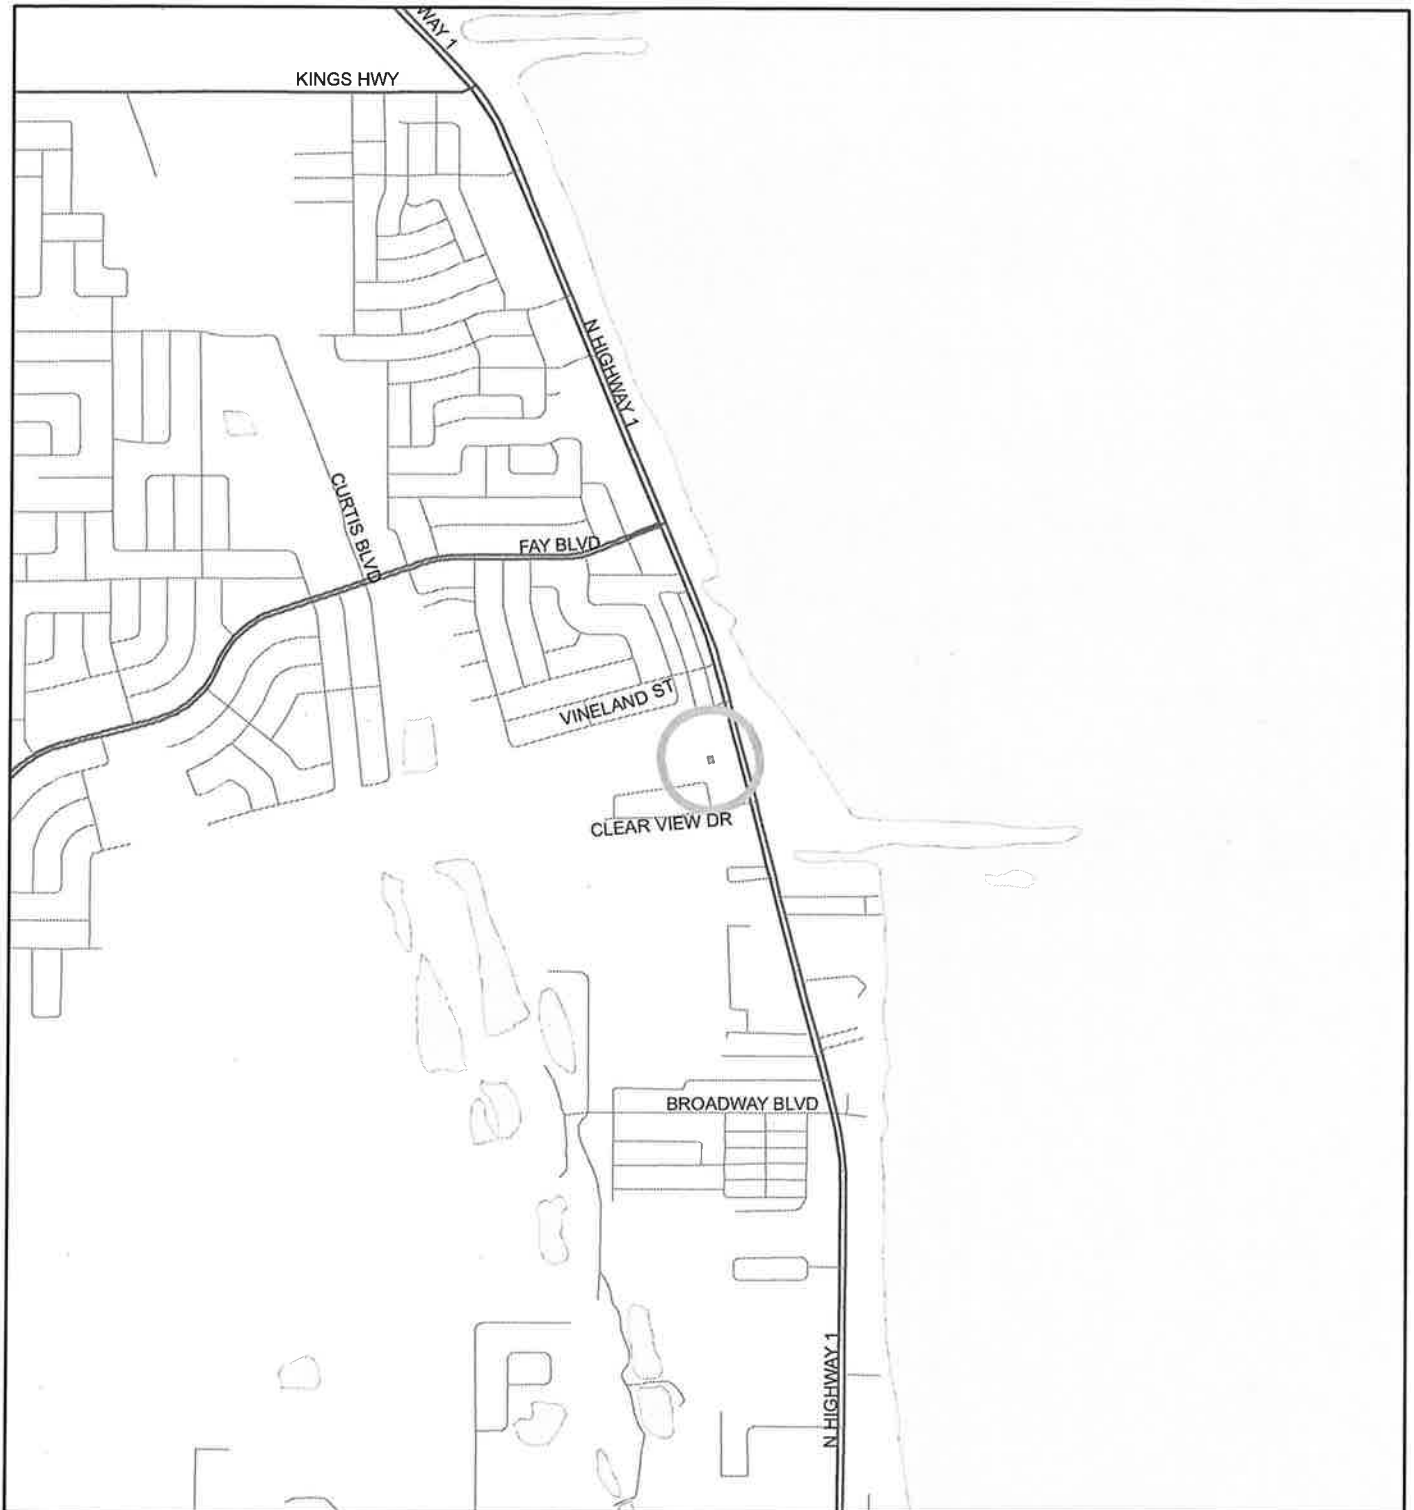 WAY 1
KINGS HWY
N HIGHWAY 1
CURTIS BLVD
FAY BLVD
VINELAND ST
CLEAR VIEW DR
BROADWAY BLVD
N HIGHWAY 1